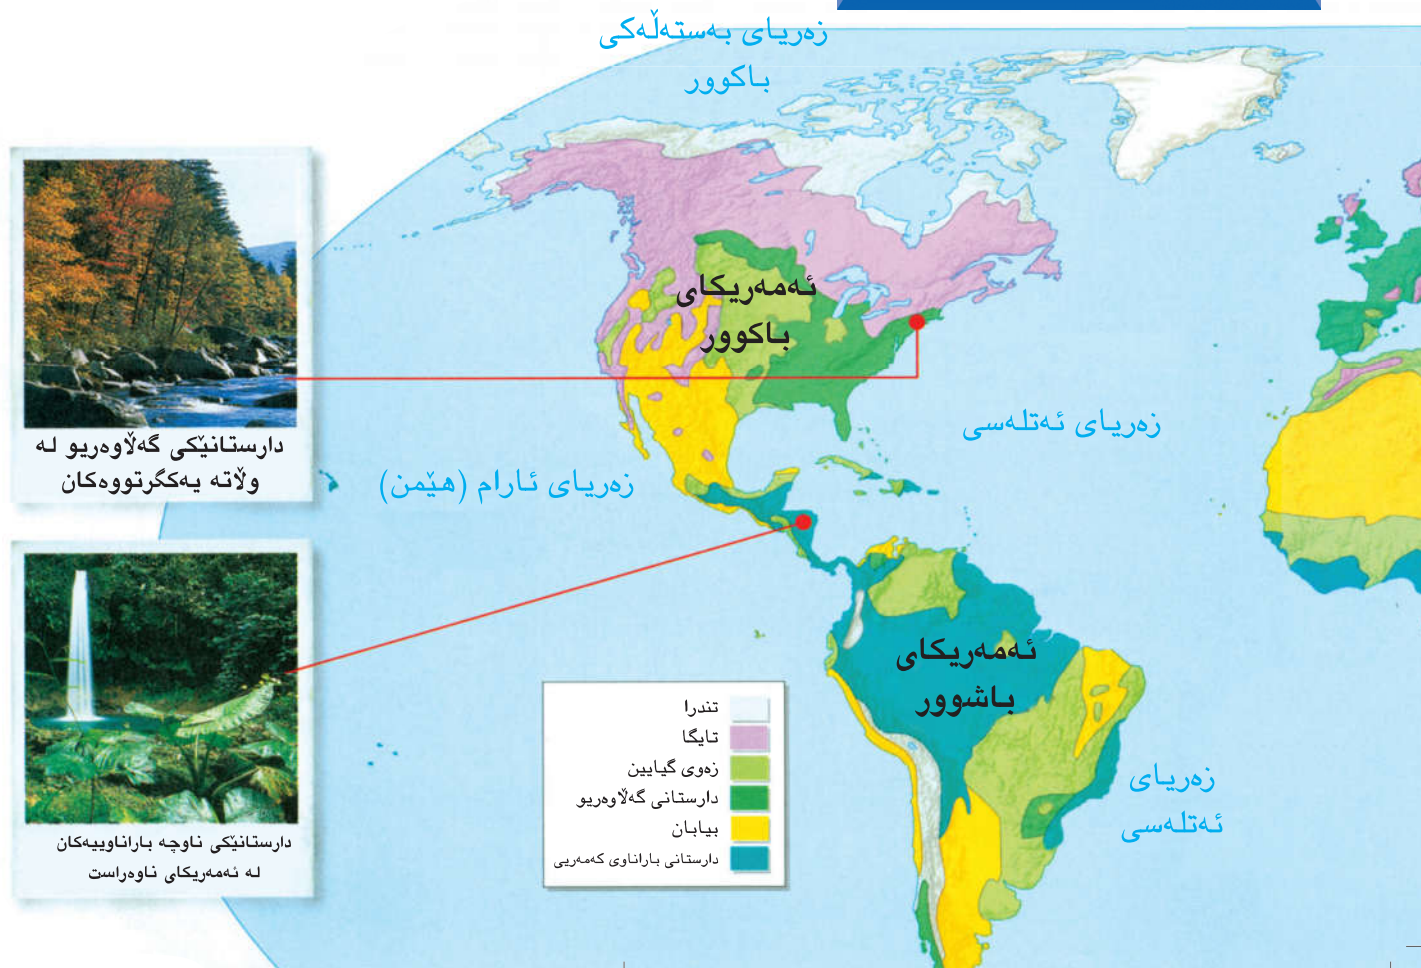 زەریای بەستەڵەکی
باکوور
ئەمەریکای
باکوور
دارستانێکی گەڵاوەریو لە
وڵاتە یەکگرتووەکان
زەریای ئەتلەسی
زەریای ئارام (هێمن)
ئەمەریکای
باشوور
تندرا
تایگا
زەوی گیایین
دارستانی گەڵاوەریو
بیابان
دارستانی باراناوی کەمەریی
زەریای
ئەتلەسی
دارستانێکی ناوچە باراناوییەکان
لە ئەمەریکای ناوەراست